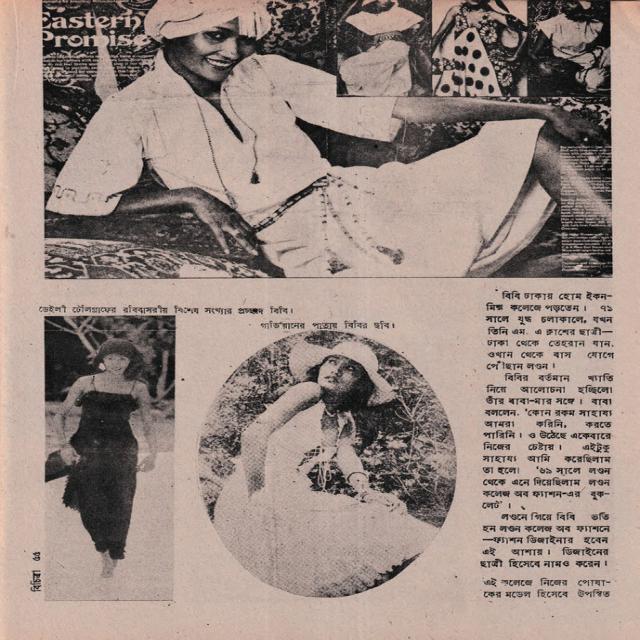 Eastern
Promise
ডেইলী টেলিগ্রাফের রবিবাসরীয় বিশেষ সংখ্যার প্রচ্ছদে বিবি।
গার্ডিয়ানের পাতায় বিবির ছবি।
বিবি ঢাকায় হোম ইকন-
মিক্স কলেজে পড়তেন। ৭১
সালে যুদ্ধ চলাকালে, যখন
তিনি এম. এ ক্লাশের ছাত্রী—
ঢাকা থেকে তেহরান যান.
ওখান থেকে বাস যোগে
পৌঁছান লণ্ডন।
বিবির বর্তমান খ্যাতি
নিয়ে আলোচনা হচ্ছিলো
তাঁর বাবা-মার সঙ্গে। বাবা
বললেন. 'কোন রকম সাহায্য
আমরা করিনি, করতে
পারিনি। ও উঠেছে একেবারে
নিজের চেষ্টায়। এইটুকু
সাহায্য আমি করেছিলাম
তা হলো। '৬৯ সালে লণ্ডন
থেকে এনে দিয়েছিলাম লণ্ডন
কলেজ অব ফ্যাশন-এর বুক-
লেট'।
লণ্ডনে গিয়ে বিবি ভর্তি
হন লণ্ডন কলেজ অব ফ্যাশনে
—ফ্যাশন ডিজাইনার হবেন
এই আশায়। ডিজাইনের
ছাত্রী হিসেবে নামও করেন।
এই কলেজে নিজের পোষা-
কের মডেল হিসেবে উপস্থিত
বিচিত্রা ৫৫